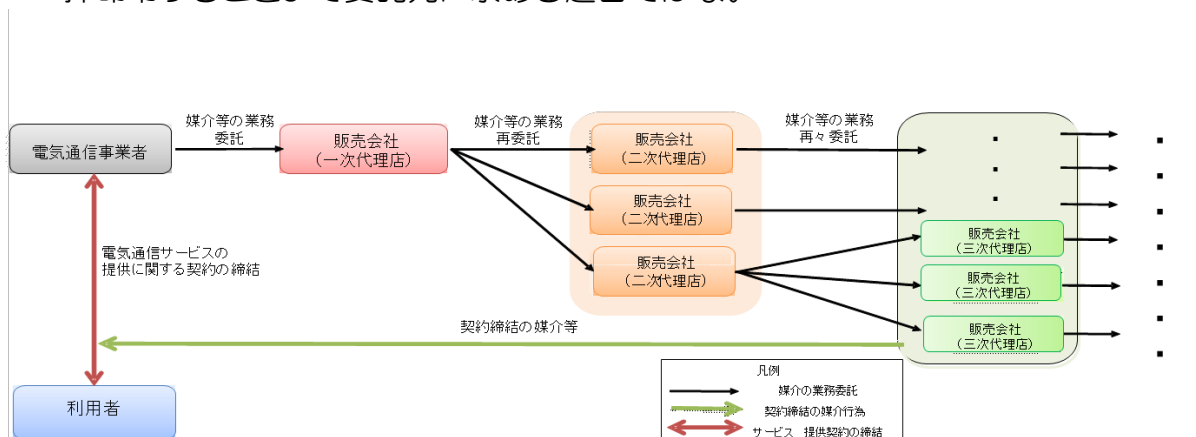 媒介等の業務
委託
媒介等の業務
再委託
媒介等の業務
再々委託
電気通信事業者
販売会社
（一次代理店）
販売会社
（二次代理店）
販売会社
（二次代理店）
販売会社
（二次代理店）
販売会社
（三次代理店）
販売会社
（三次代理店）
販売会社
（三次代理店）
電気通信サービスの
提供に関する契約の締結
契約締結の媒介等
利用者
凡例
媒介の業務委託
契約締結の媒介行為
サービス 提供契約の締結